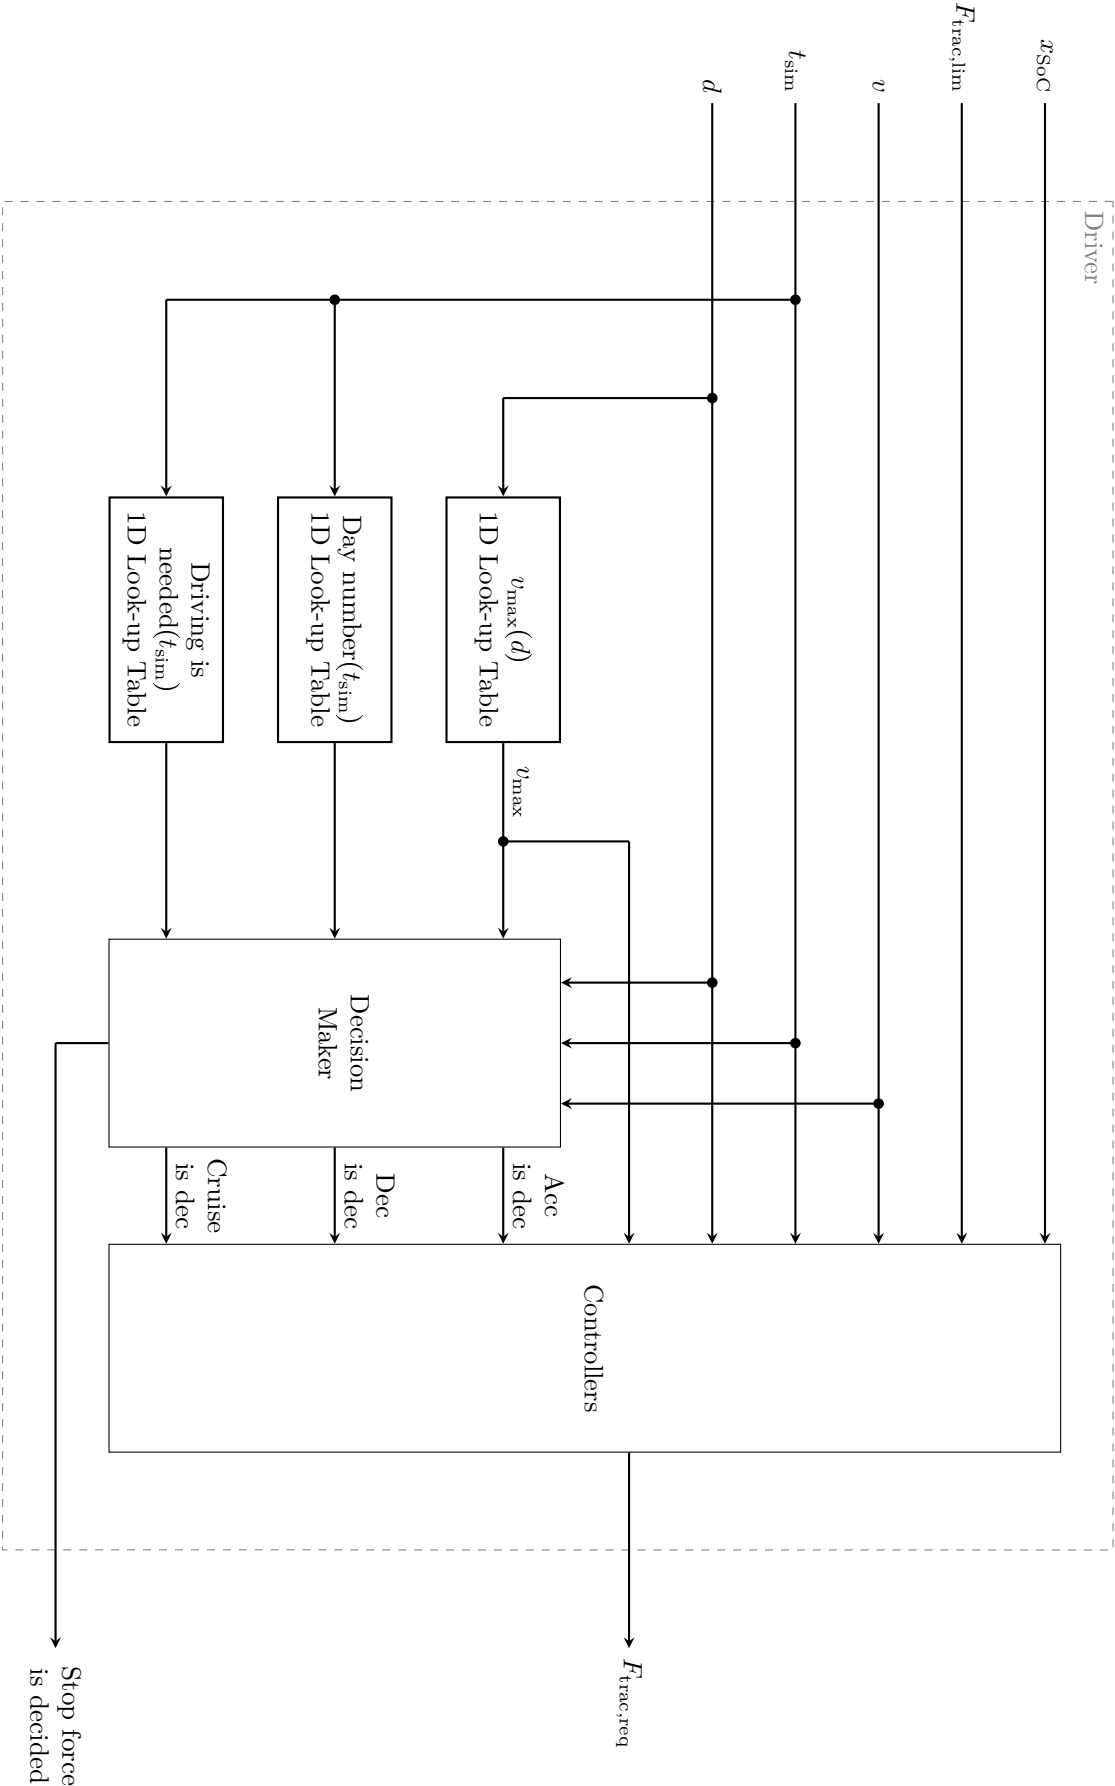 Driver
x_SoC
F_trac,lim
v
t_sim
d
v_max(d)
1D Look-up Table
v_max
Day number(t_sim)
1D Look-up Table
Driving is
needed(t_sim)
1D Look-up Table
Decision
Maker
Acc
is dec
Dec
is dec
Cruise
is dec
Controllers
F_trac,req
Stop force
is decided